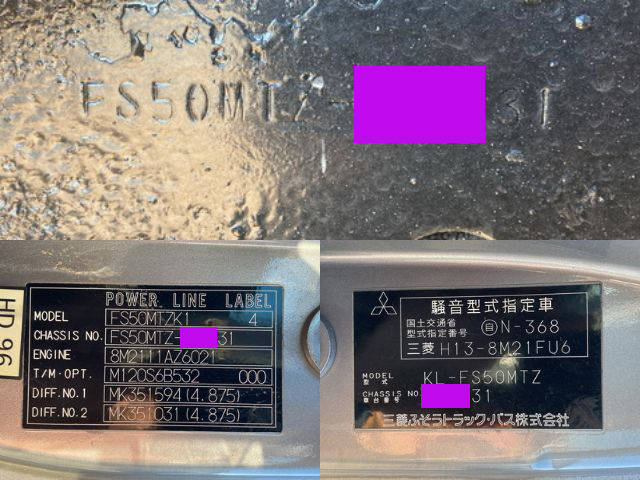 FS50MTZ- 31
HD 96
POWER LINE LABEL
MODEL FS50MTZK1 4
CHASSIS NO. FS50MTZ- 31
ENGINE 8M2111AZ6021
T/M·OPT. M120S6B532 000
DIFF.NO.1 MK351594(4.875)
DIFF.NO.2 MK351031(4.875)
騒音型式指定車
国土交通省
型式指定番号 自N-368
三菱 H13-8M21FU6
MODEL
型式 KL-FS50MTZ
CHASSIS NO
車台番号 31
三菱ふそうトラック・バス株式会社